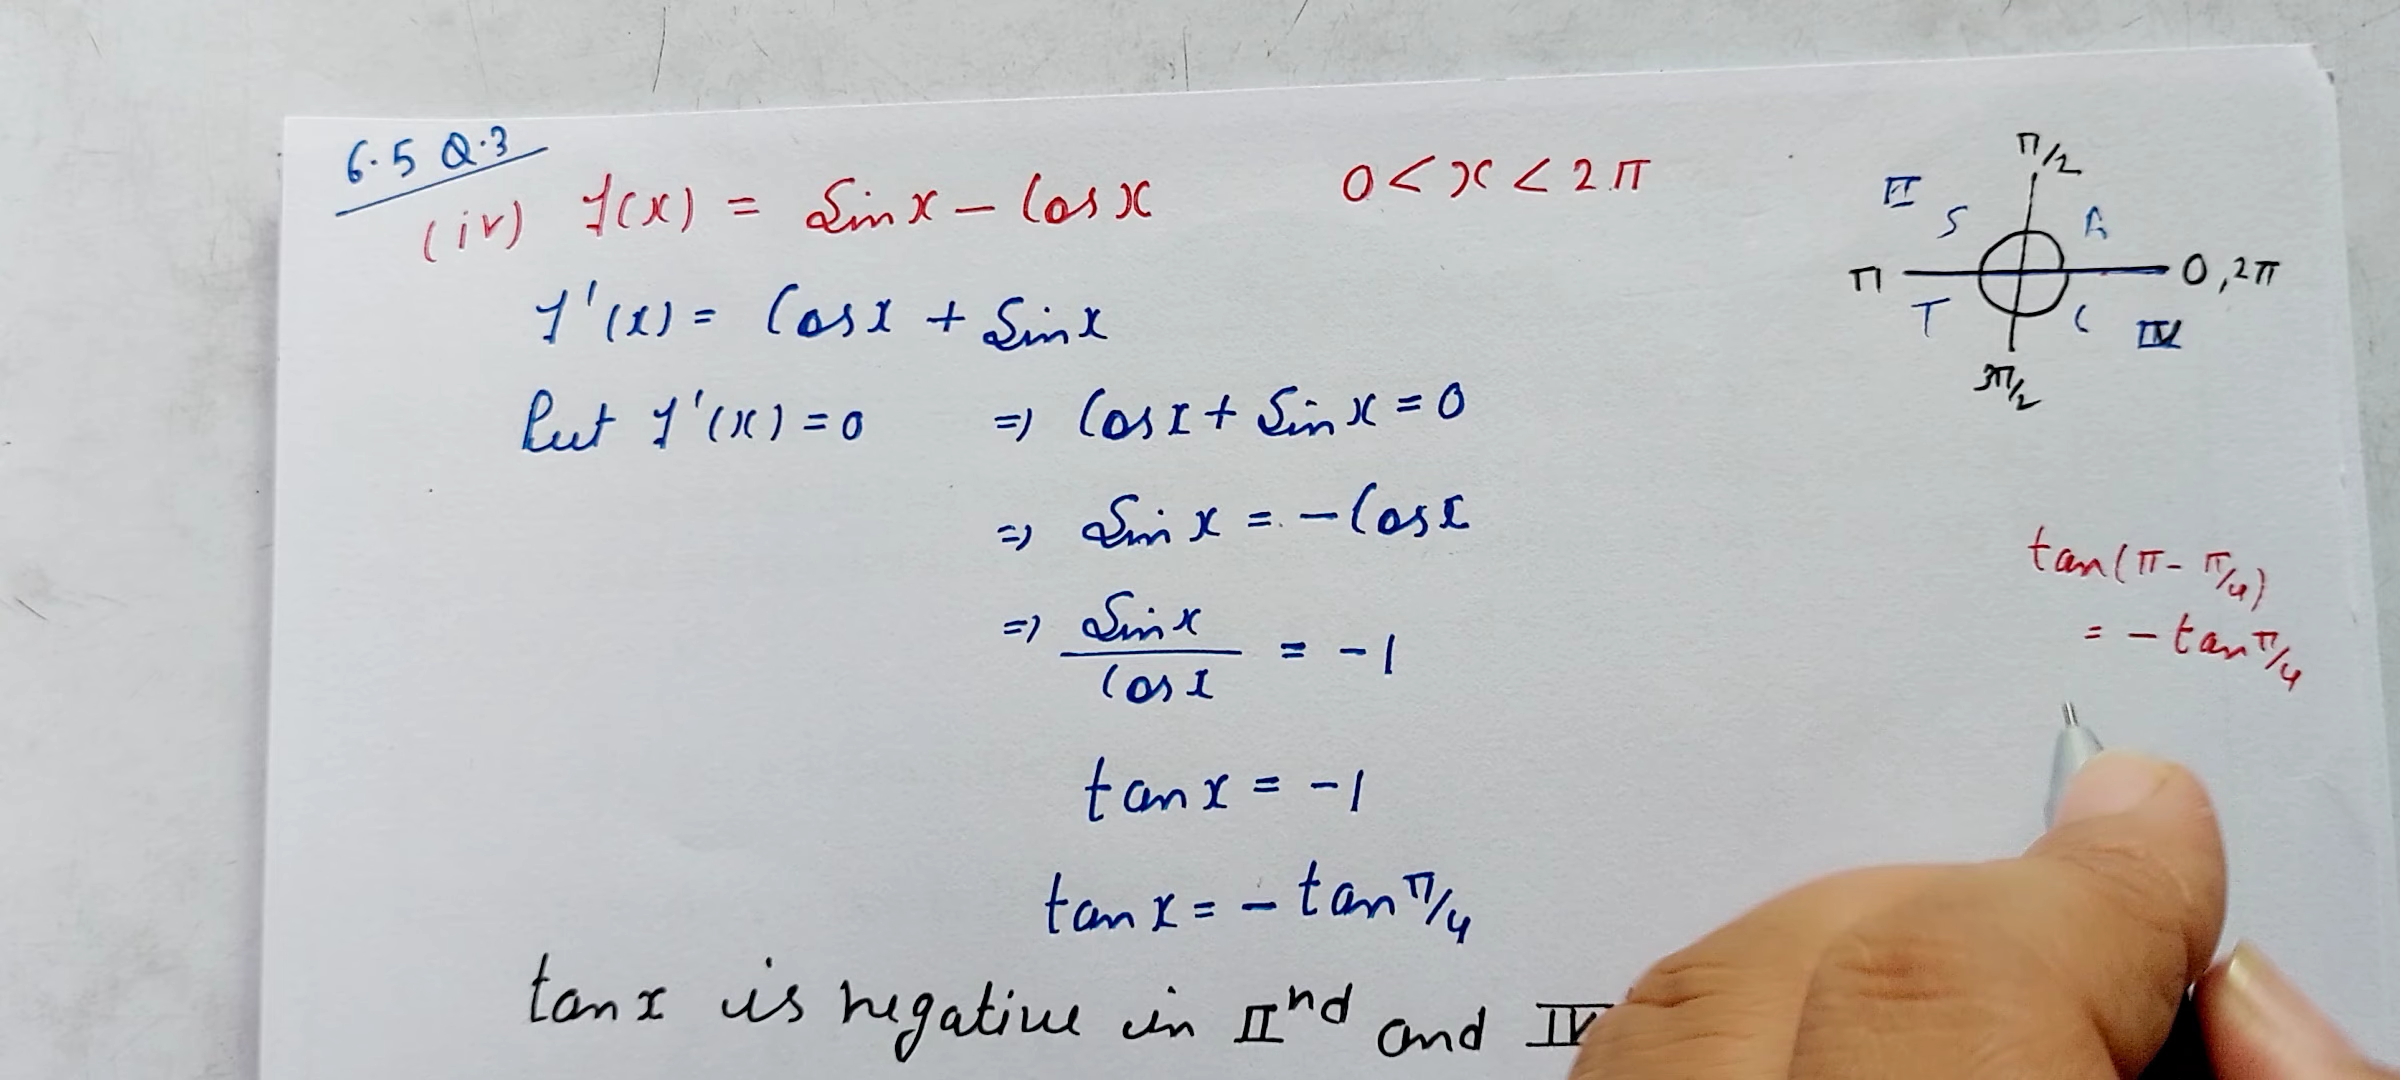 6.5 Q.3
(iv) f(x) = Sin x - Cos x 0 < x < 2π
f'(x) = Cos x + Sin x
Put f'(x) = 0 ⇒ Cos x + Sin x = 0
⇒ Sin x = - Cos x
⇒ Sin x / Cos x = -1
tan x = -1
tan x = - tan π/4
tan x is negative in IInd and IV
π/2
II S A
π 0, 2π
T C IV
3π/2
tan(π - π/4)
= - tan π/4